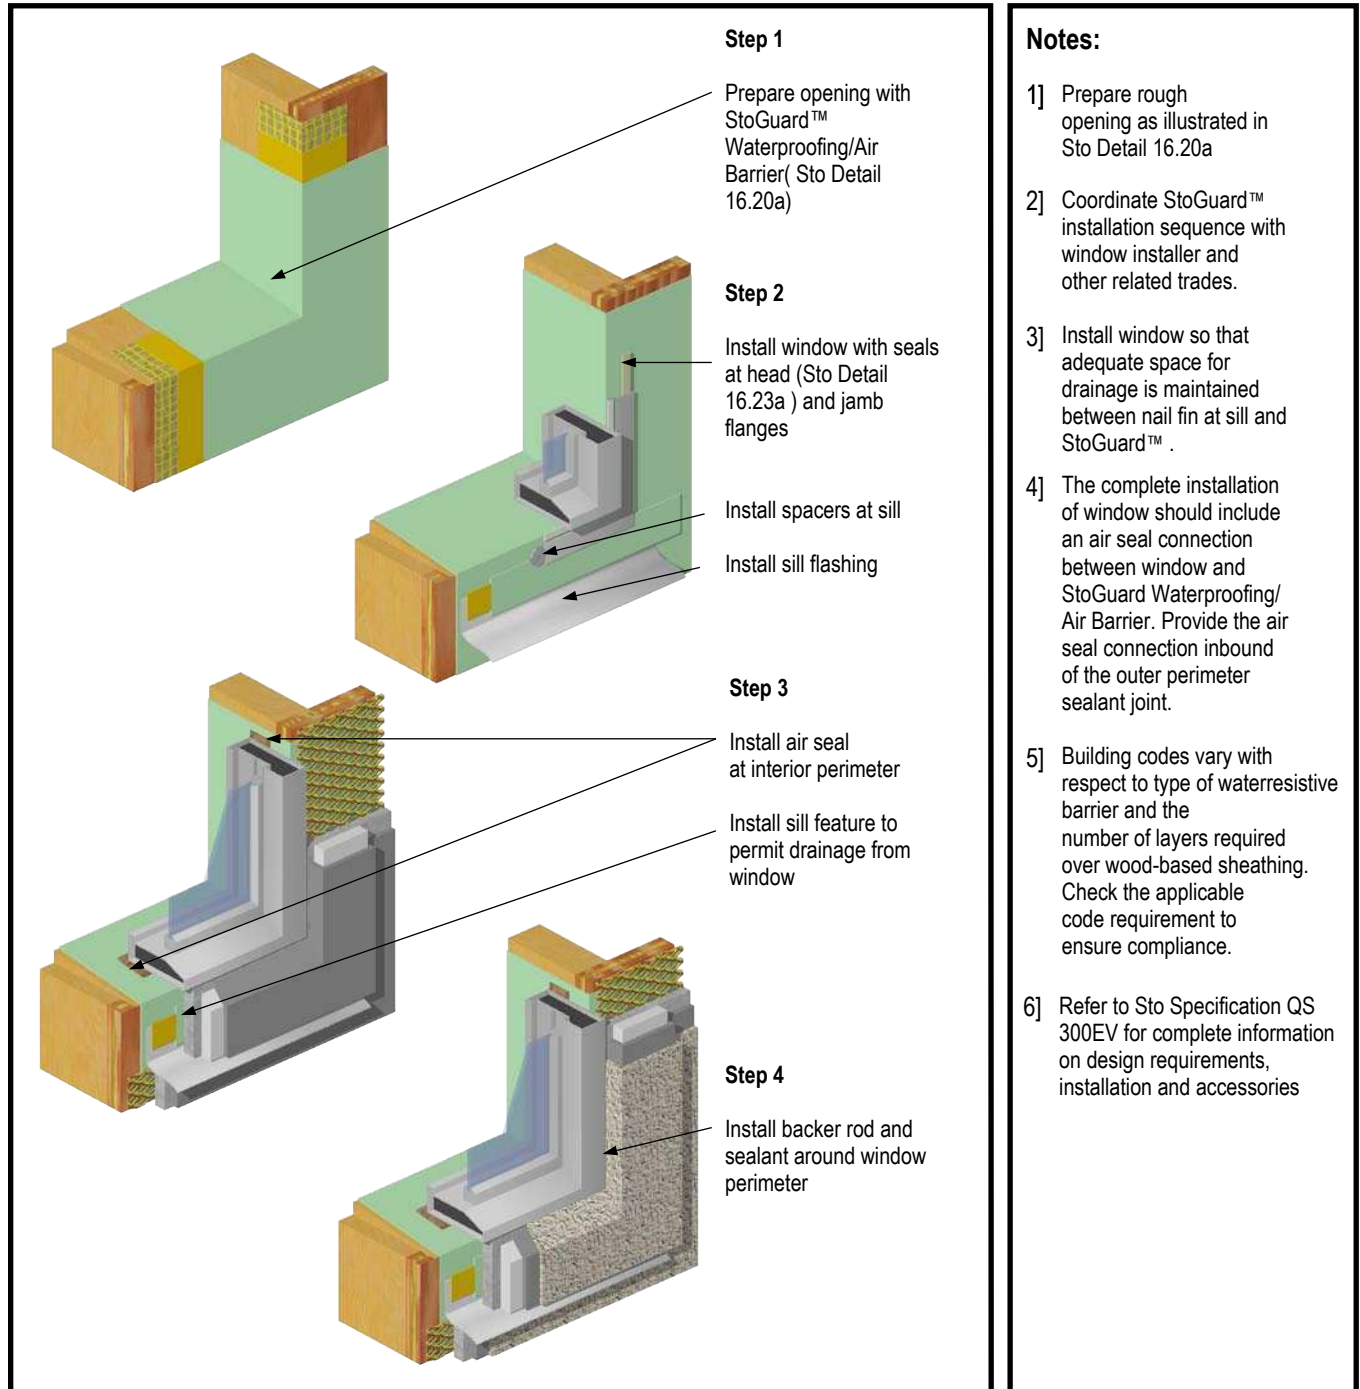 Step 1
Prepare opening with
StoGuard™
Waterproofing/Air
Barrier( Sto Detail
16.20a)
Step 2
Install window with seals
at head (Sto Detail
16.23a ) and jamb
flanges
Install spacers at sill
Install sill flashing
Step 3
Install air seal
at interior perimeter
Install sill feature to
permit drainage from
window
Step 4
Install backer rod and
sealant around window
perimeter
Notes:
1] Prepare rough
opening as illustrated in
Sto Detail 16.20a
2] Coordinate StoGuard™
installation sequence with
window installer and
other related trades.
3] Install window so that
adequate space for
drainage is maintained
between nail fin at sill and
StoGuard™ .
4] The complete installation
of window should include
an air seal connection
between window and
StoGuard Waterproofing/
Air Barrier. Provide the air
seal connection inbound
of the outer perimeter
sealant joint.
5] Building codes vary with
respect to type of waterresistive
barrier and the
number of layers required
over wood-based sheathing.
Check the applicable
code requirement to
ensure compliance.
6] Refer to Sto Specification QS
300EV for complete information
on design requirements,
installation and accessories